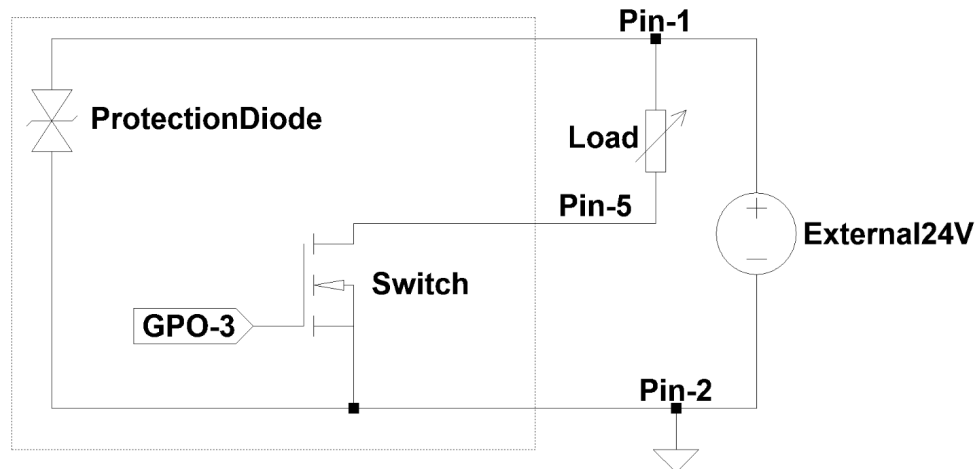 Pin-1
ProtectionDiode
Load
Pin-5
External24V
Switch
GPO-3
Pin-2